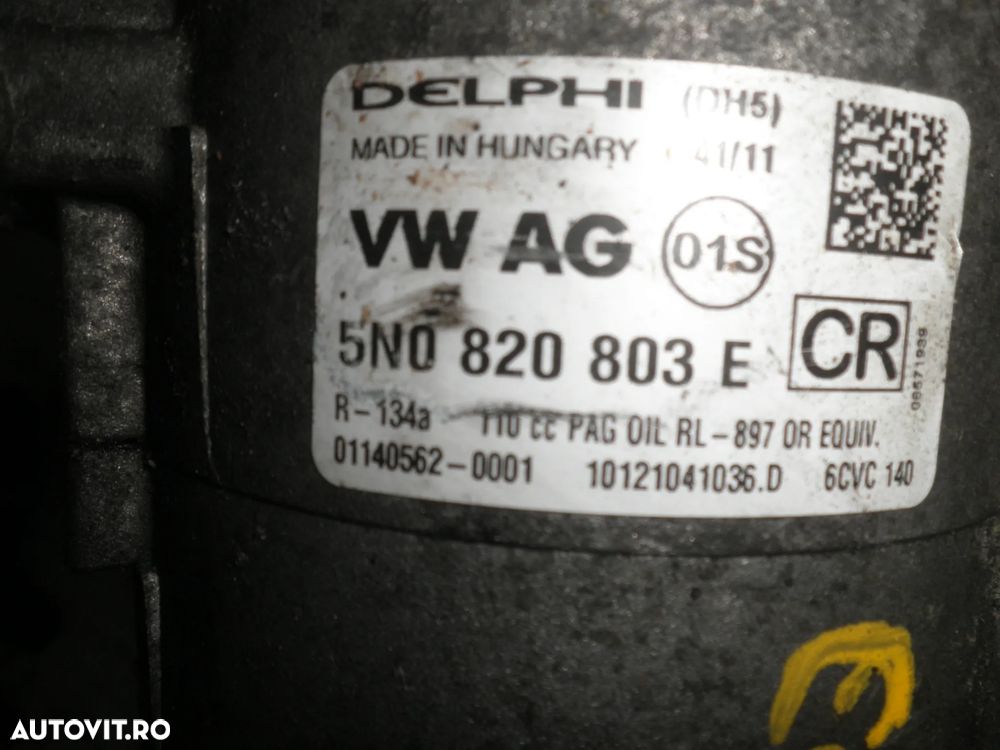 DELPHI (DH5)
MADE IN HUNGARY 41/11
VW AG 01S
5N0 820 803 E CR
08571939
R-134a 110 cc PAG OIL RL-897 OR EQUIV.
01140562-0001 10121041036.D 6CVC 140
AUTOVIT.RO